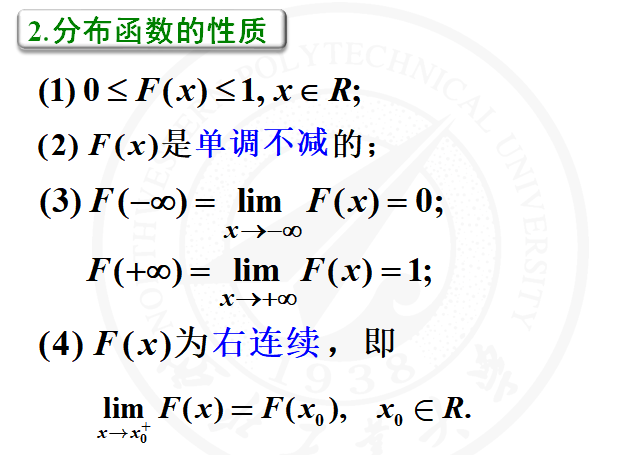 2.分布函数的性质
(1) 0 ≤ F(x) ≤ 1, x ∈ R;
(2) F(x)是单调不减的；
(3) F(−∞) = lim F(x) = 0;
x→−∞
F(+∞) = lim F(x) = 1;
x→+∞
(4) F(x)为右连续，即
lim F(x) = F(x₀), x₀ ∈ R.
x→x₀⁺